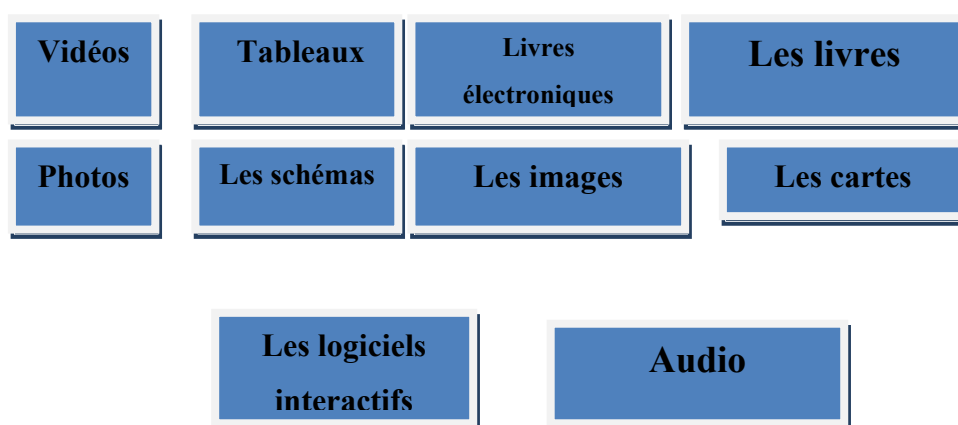 Vidéos
Tableaux
Livres
électroniques
Les livres
Photos
Les schémas
Les images
Les cartes
Les logiciels
interactifs
Audio